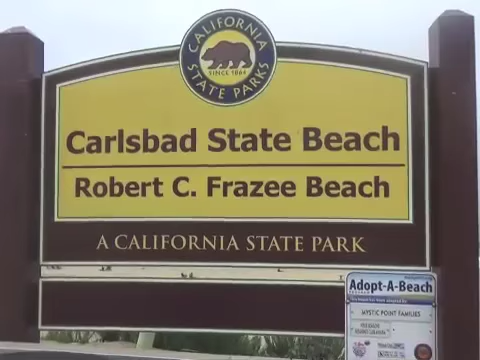 CALIFORNIA
SINCE 1864
STATE PARKS
Carlsbad State Beach
Robert C. Frazee Beach
A CALIFORNIA STATE PARK
Adopt-A-Beach
MYSTIC POINT FAMILIES